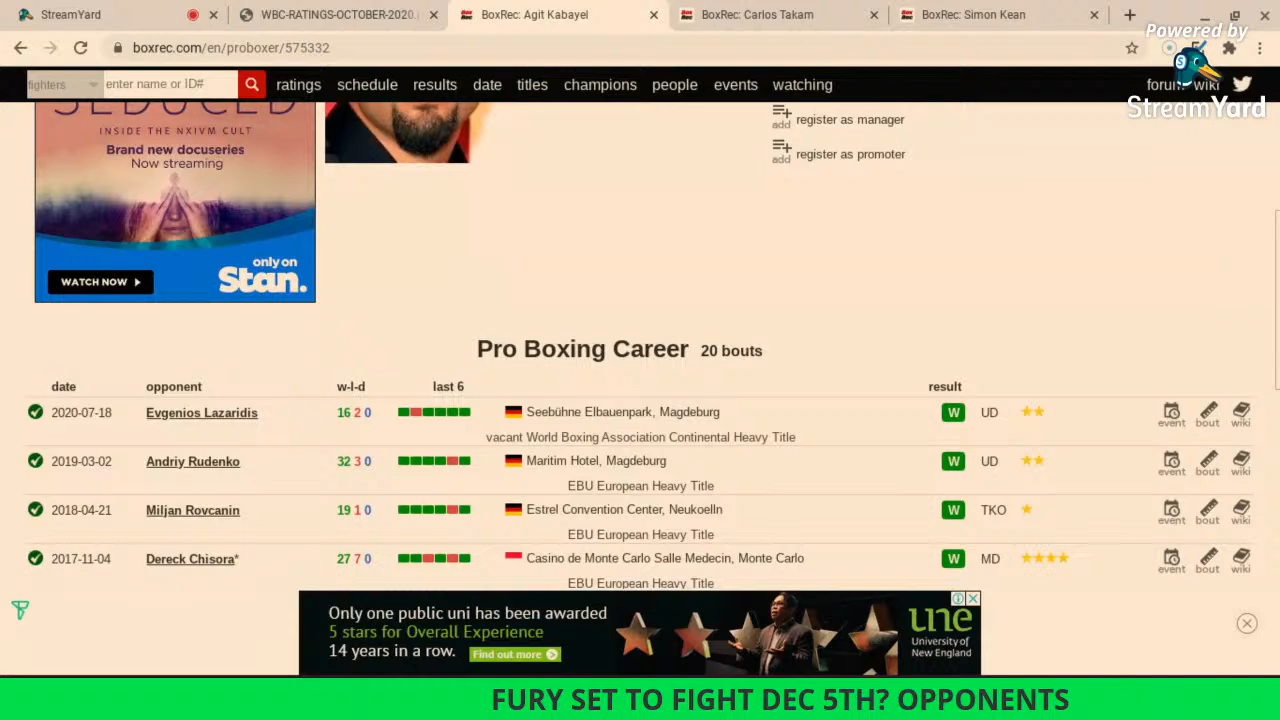 StreamYard
WBC-RATINGS-OCTOBER-2020.
BoxRec: Agit Kabayel
BoxRec: Carlos Takam
BoxRec: Simon Kean
Powered by
boxrec.com/en/proboxer/575332
StreamYard
fighters
enter name or ID#
ratings
schedule
results
date
titles
champions
people
events
watching
forum
wiki
SEDUCED
INSIDE THE NXIVM CULT
Brand new docuseries
Now streaming
only on
Stan.
WATCH NOW
add register as manager
add register as promoter
Pro Boxing Career 20 bouts
date opponent w-l-d last 6 result
2020-07-18 Evgenios Lazaridis 16 2 0 Seebühne Elbauenpark, Magdeburg W UD event bout wiki
vacant World Boxing Association Continental Heavy Title
2019-03-02 Andriy Rudenko 32 3 0 Maritim Hotel, Magdeburg W UD event bout wiki
EBU European Heavy Title
2018-04-21 Miljan Rovcanin 19 1 0 Estrel Convention Center, Neukoelln W TKO event bout wiki
EBU European Heavy Title
2017-11-04 Dereck Chisora* 27 7 0 Casino de Monte Carlo Salle Medecin, Monte Carlo W MD event bout wiki
EBU European Heavy Title
Only one public uni has been awarded
5 stars for Overall Experience
14 years in a row. Find out more
une
University of
New England
FURY SET TO FIGHT DEC 5TH? OPPONENTS